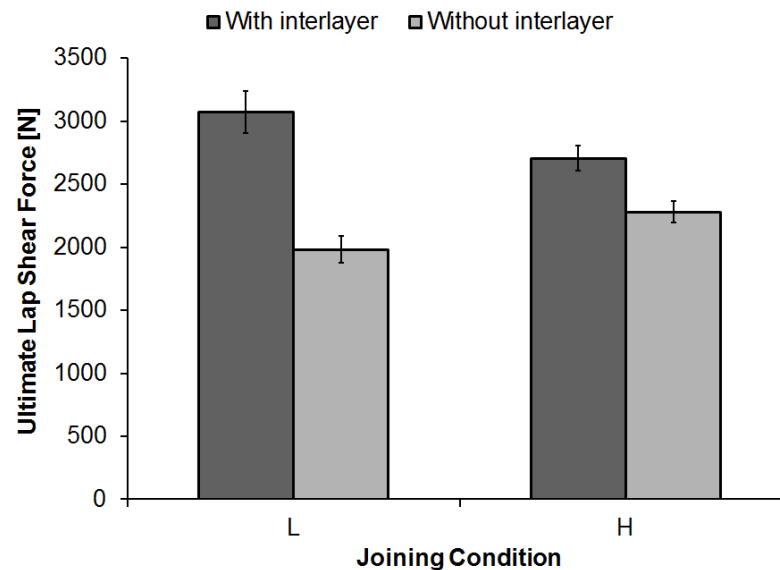 With interlayer Without interlayer
3500
3000
2500
2000
1500
1000
500
0
Ultimate Lap Shear Force [N]
L H
Joining Condition